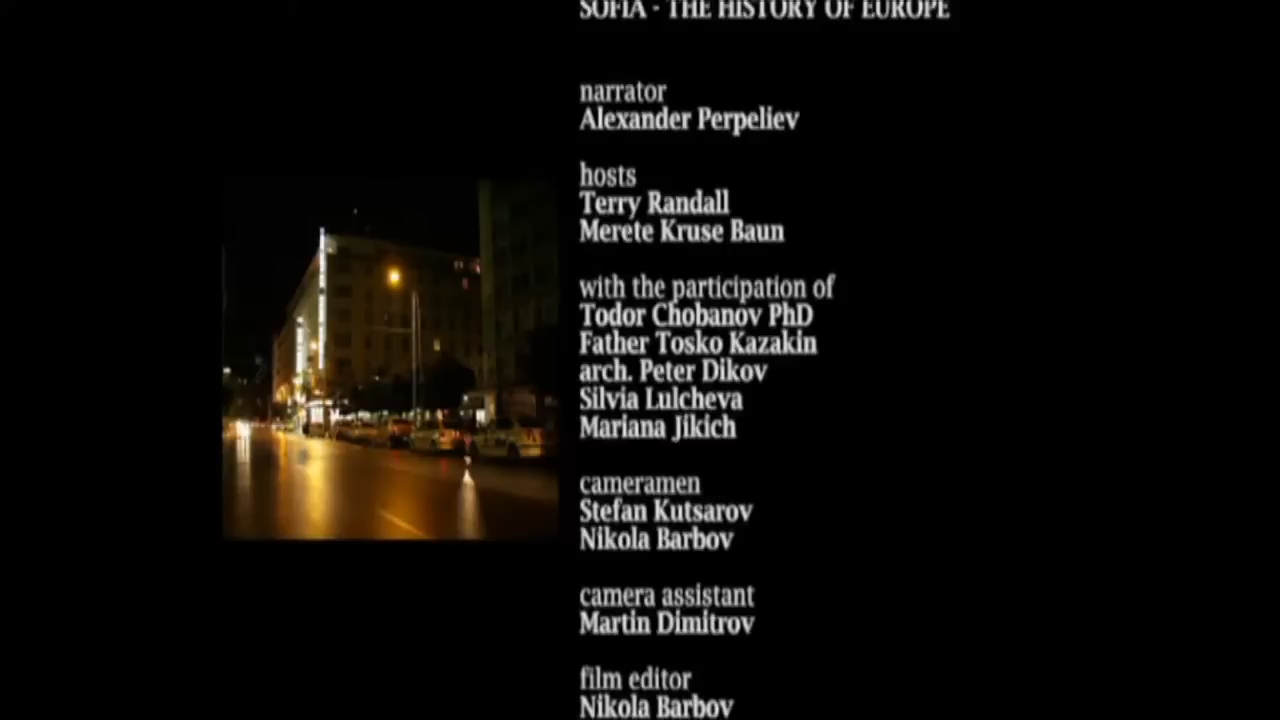 SOFIA - THE HISTORY OF EUROPE
narrator
Alexander Perpeliev
hosts
Terry Randall
Merete Kruse Baun
with the participation of
Todor Chobanov PhD
Father Tosko Kazakin
arch. Peter Dikov
Silvia Lulcheva
Mariana Jikich
cameramen
Stefan Kutsarov
Nikola Barbov
camera assistant
Martin Dimitrov
film editor
Nikola Barbov